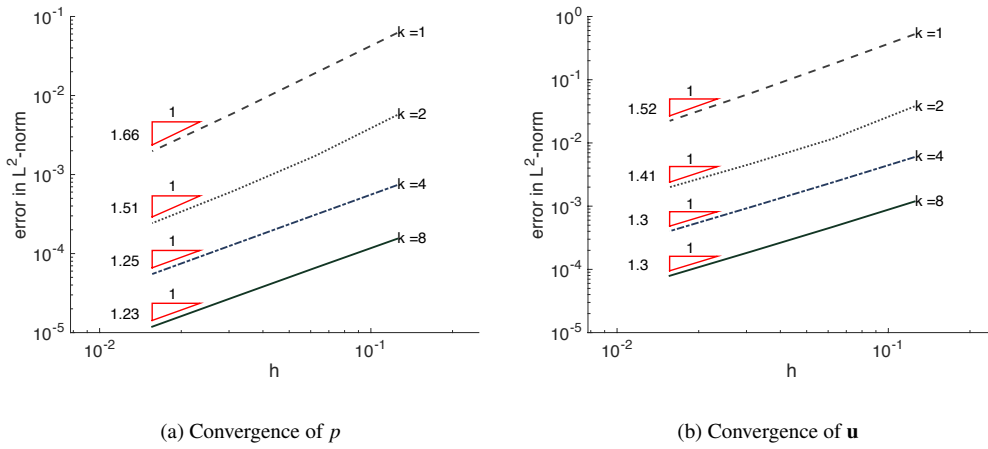 10^-1
10^-2
10^-3
10^-4
10^-5
error in L^2-norm
k =1
k =2
k =4
k =8
1
1.66
1
1.51
1
1.25
1
1.23
10^-2
10^-1
h
(a) Convergence of p
10^0
10^-1
10^-2
10^-3
10^-4
10^-5
error in L^2-norm
k =1
k =2
k =4
k =8
1
1.52
1
1.41
1
1.3
1
1.3
10^-2
10^-1
h
(b) Convergence of u